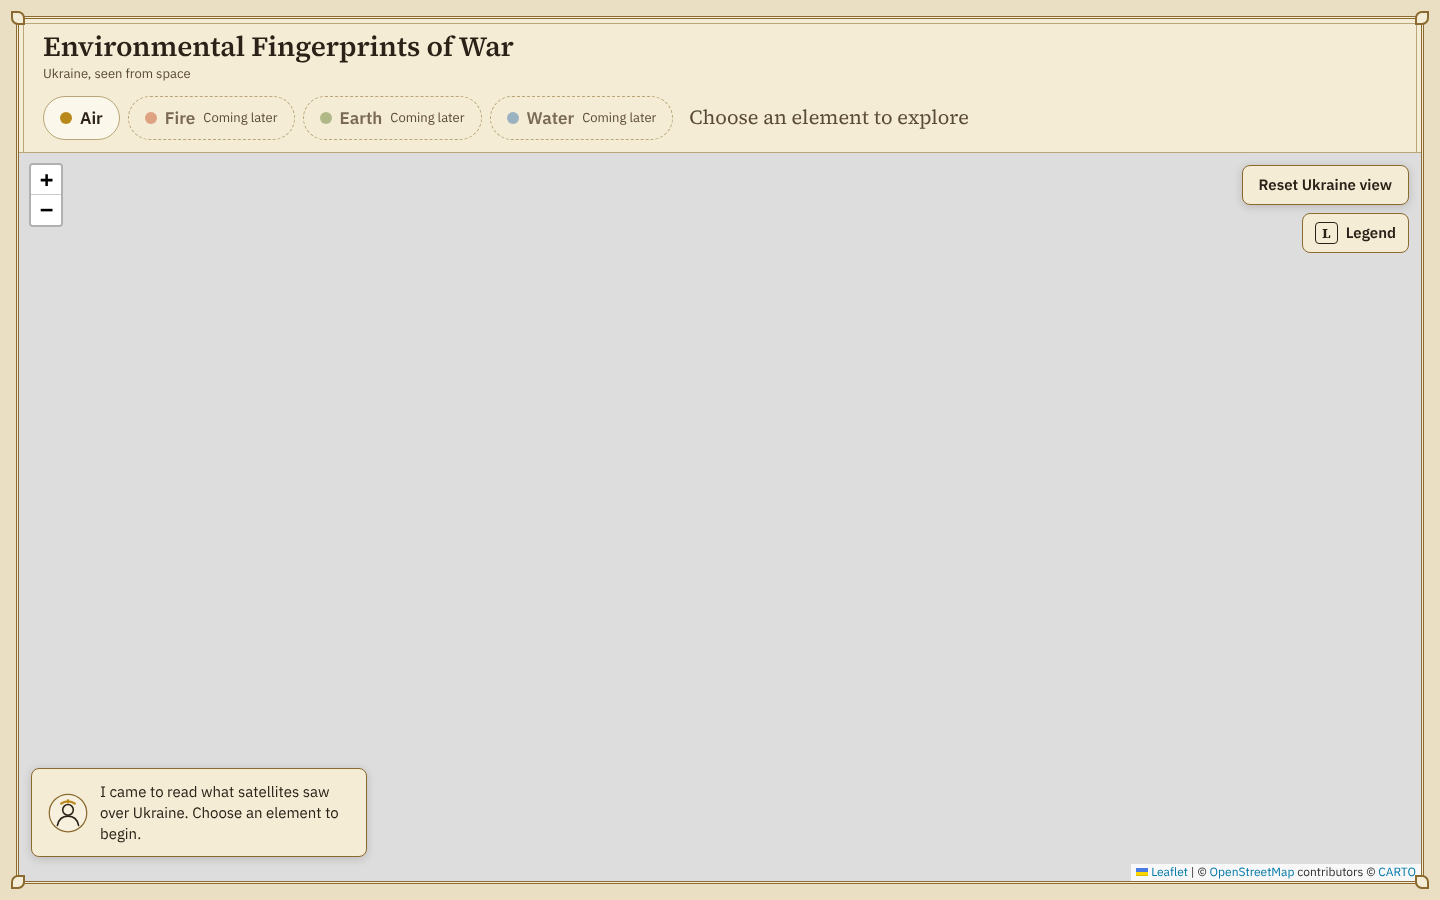 Environmental Fingerprints of War
Ukraine, seen from space
Air
Fire Coming later
Earth Coming later
Water Coming later
Choose an element to explore
+
−
Reset Ukraine view
L Legend
I came to read what satellites saw
over Ukraine. Choose an element to
begin.
Leaflet | © OpenStreetMap contributors © CARTO